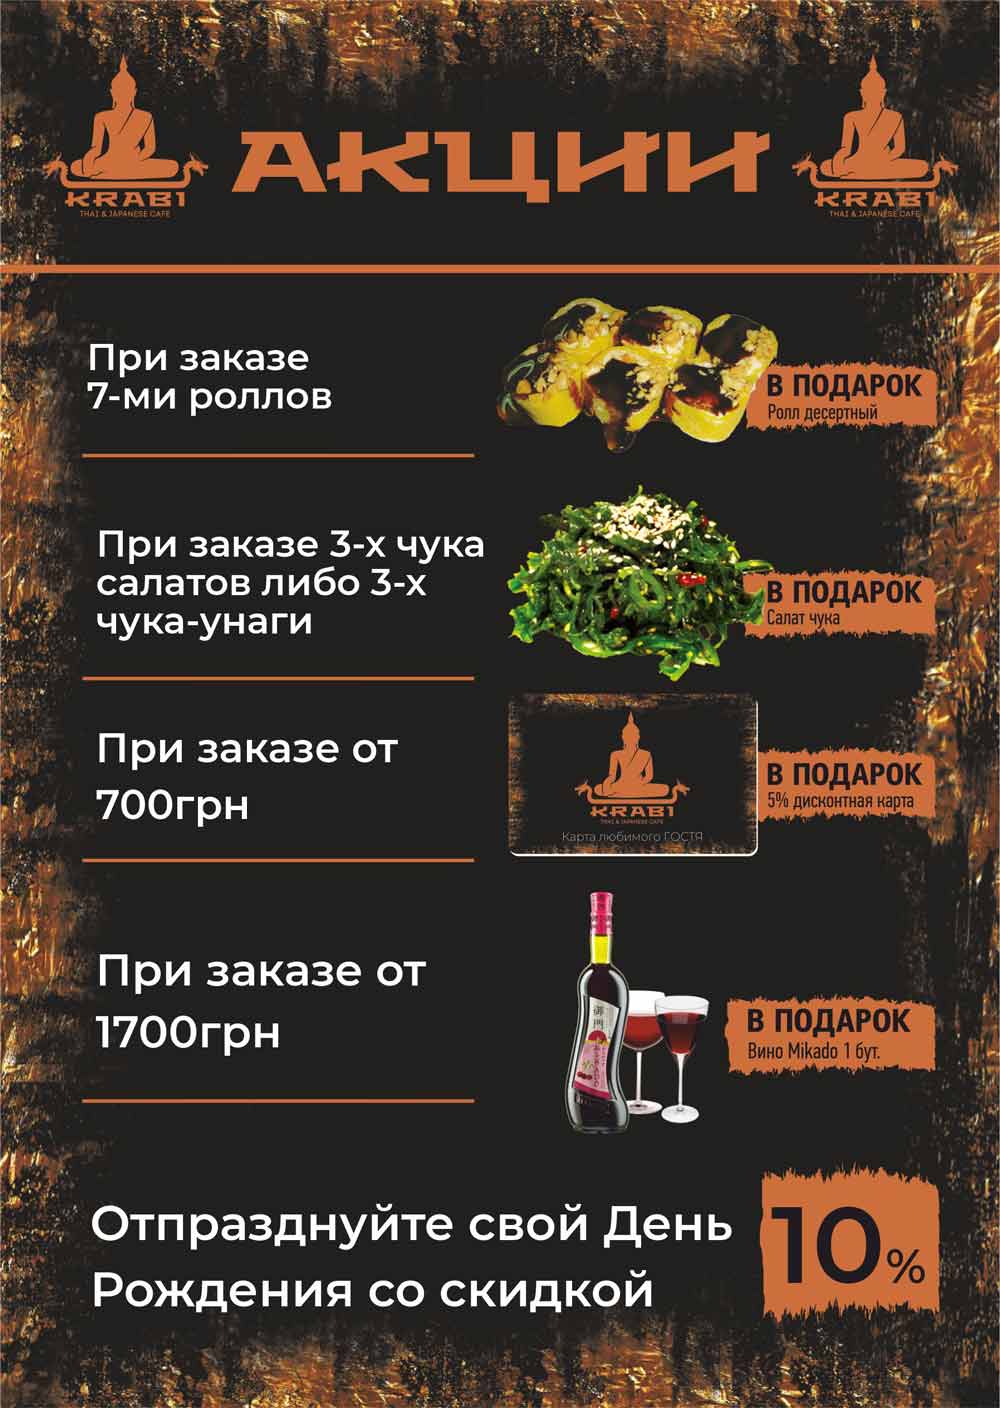 KRABI
THAI & JAPANESE CAFE
АКЦИИ
KRABI
THAI & JAPANESE CAFE
При заказе
7-ми роллов
В ПОДАРОК
Ролл десертный
При заказе 3-х чука
салатов либо 3-х
чука-унаги
В ПОДАРОК
Салат чука
При заказе от
700грн
KRABI
THAI & JAPANESE CAFE
Карта любимого ГОСТЯ
В ПОДАРОК
5% дисконтная карта
При заказе от
1700грн
御門
В ПОДАРОК
Вино Mikado 1 бут.
Отпразднуйте свой День
Рождения со скидкой
10%